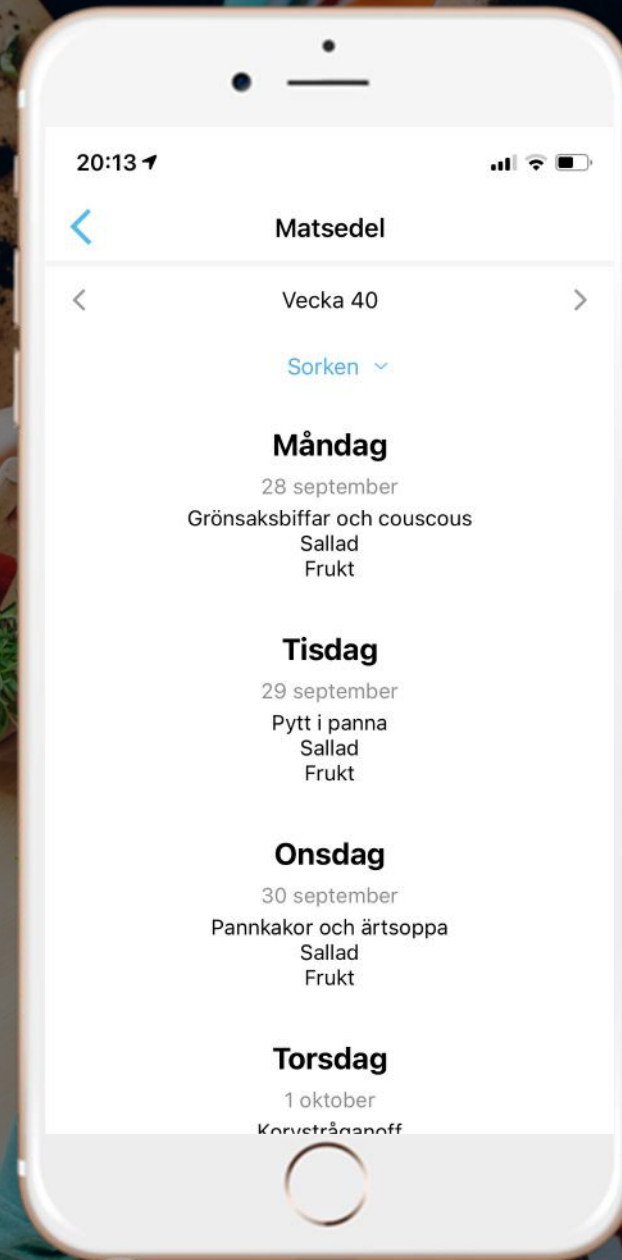 20:13
Matsedel
Vecka 40
Sorken
Måndag
28 september
Grönsaksbiffar och couscous
Sallad
Frukt
Tisdag
29 september
Pytt i panna
Sallad
Frukt
Onsdag
30 september
Pannkakor och ärtsoppa
Sallad
Frukt
Torsdag
1 oktober
Korvstråganoff